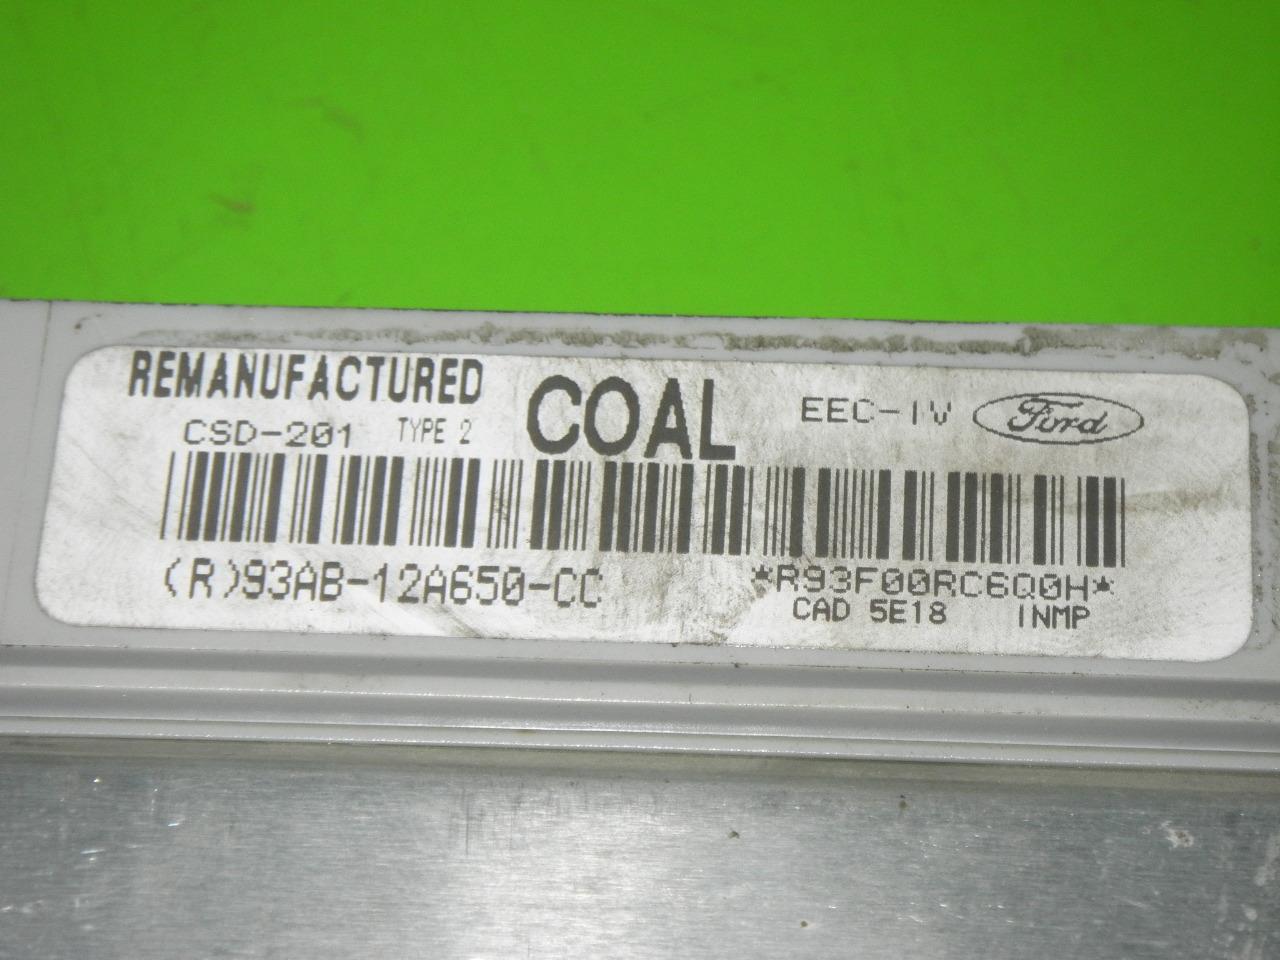 REMANUFACTURED
CSD-201 TYPE 2 COAL EEC-IV Ford
(R)93AB-12A650-CC *R93F00RC6Q0H*
CAD 5E18 INMP